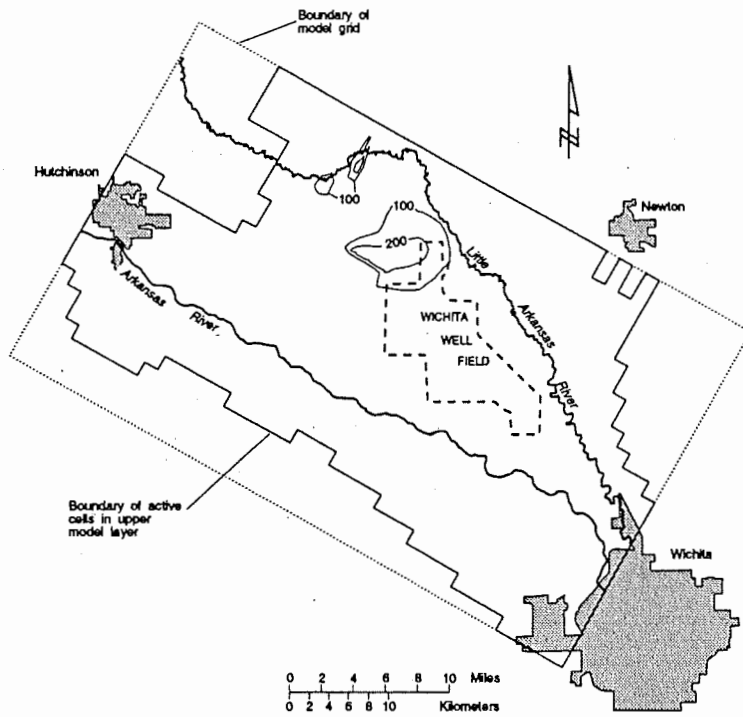 Boundary of
model grid
Hutchinson
100
100
Newton
200
Little
Arkansas
River
Arkansas
River
WICHITA
WELL
FIELD
Boundary of active
cells in upper
model layer
Wichita
0 2 4 6 8 10 Miles
0 2 4 6 8 10 Kilometers